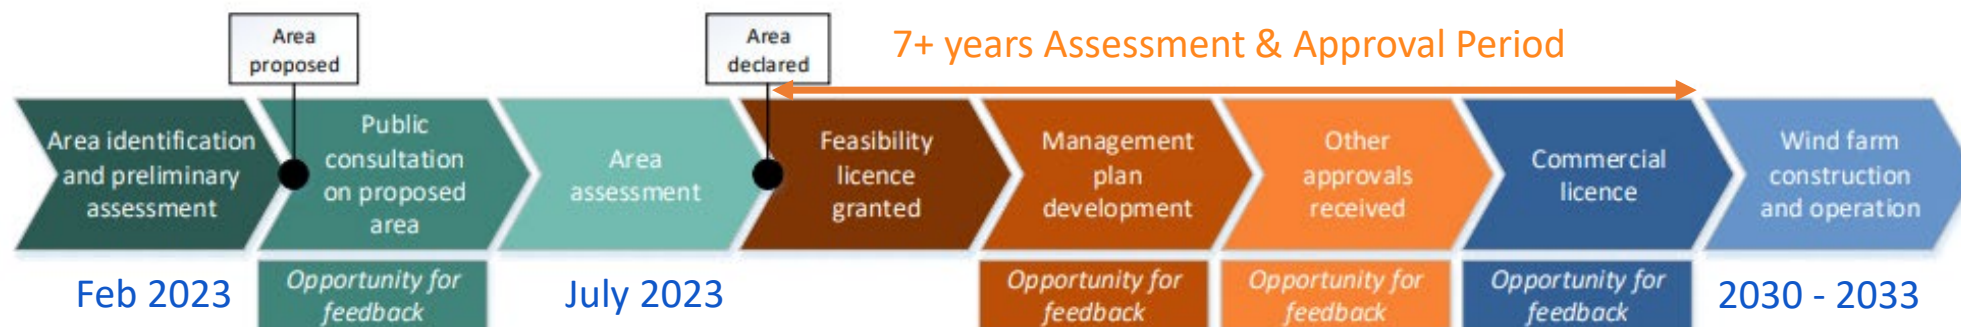 Area
proposed
Area
declared
7+ years Assessment & Approval Period
Area identification
and preliminary
assessment
Public
consultation
on proposed
area
Area
assessment
Feasibility
licence
granted
Management
plan
development
Other
approvals
received
Commercial
licence
Wind farm
construction
and operation
Feb 2023
Opportunity for
feedback
July 2023
Opportunity for
feedback
Opportunity for
feedback
Opportunity for
feedback
2030 - 2033